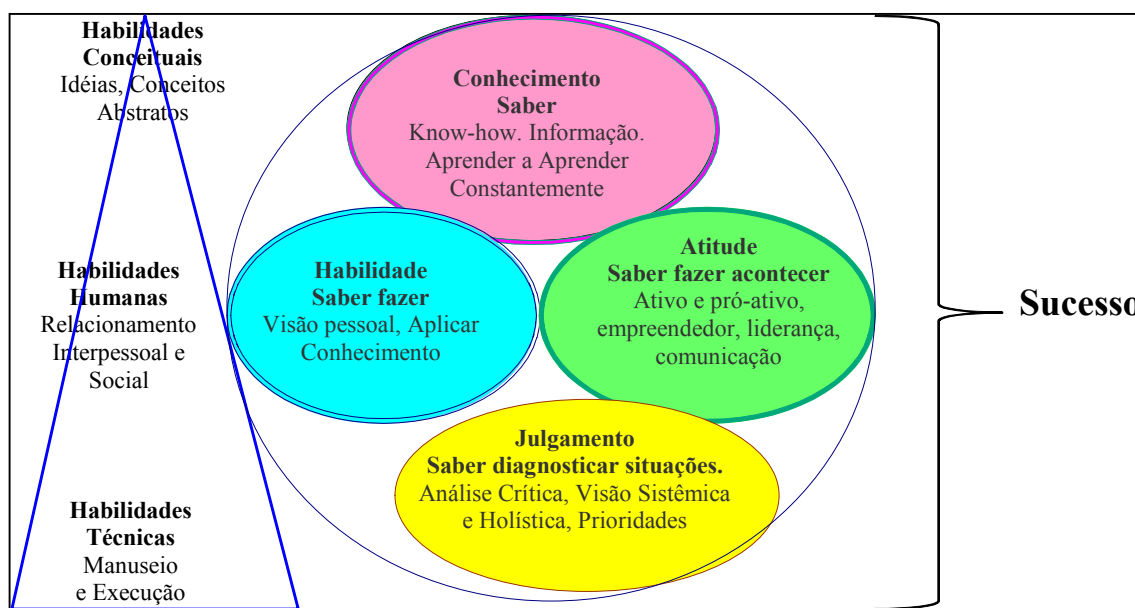 Habilidades
Conceituais
Idéias, Conceitos
Abstratos
Conhecimento
Saber
Know-how. Informação.
Aprender a Aprender
Constantemente
Habilidades
Humanas
Relacionamento
Interpessoal e
Social
Habilidade
Saber fazer
Visão pessoal, Aplicar
Conhecimento
Atitude
Saber fazer acontecer
Ativo e pró-ativo,
empreendedor, liderança,
comunicação
Sucesso
Julgamento
Saber diagnosticar situações.
Análise Crítica, Visão Sistêmica
e Holística, Prioridades
Habilidades
Técnicas
Manuseio
e Execução